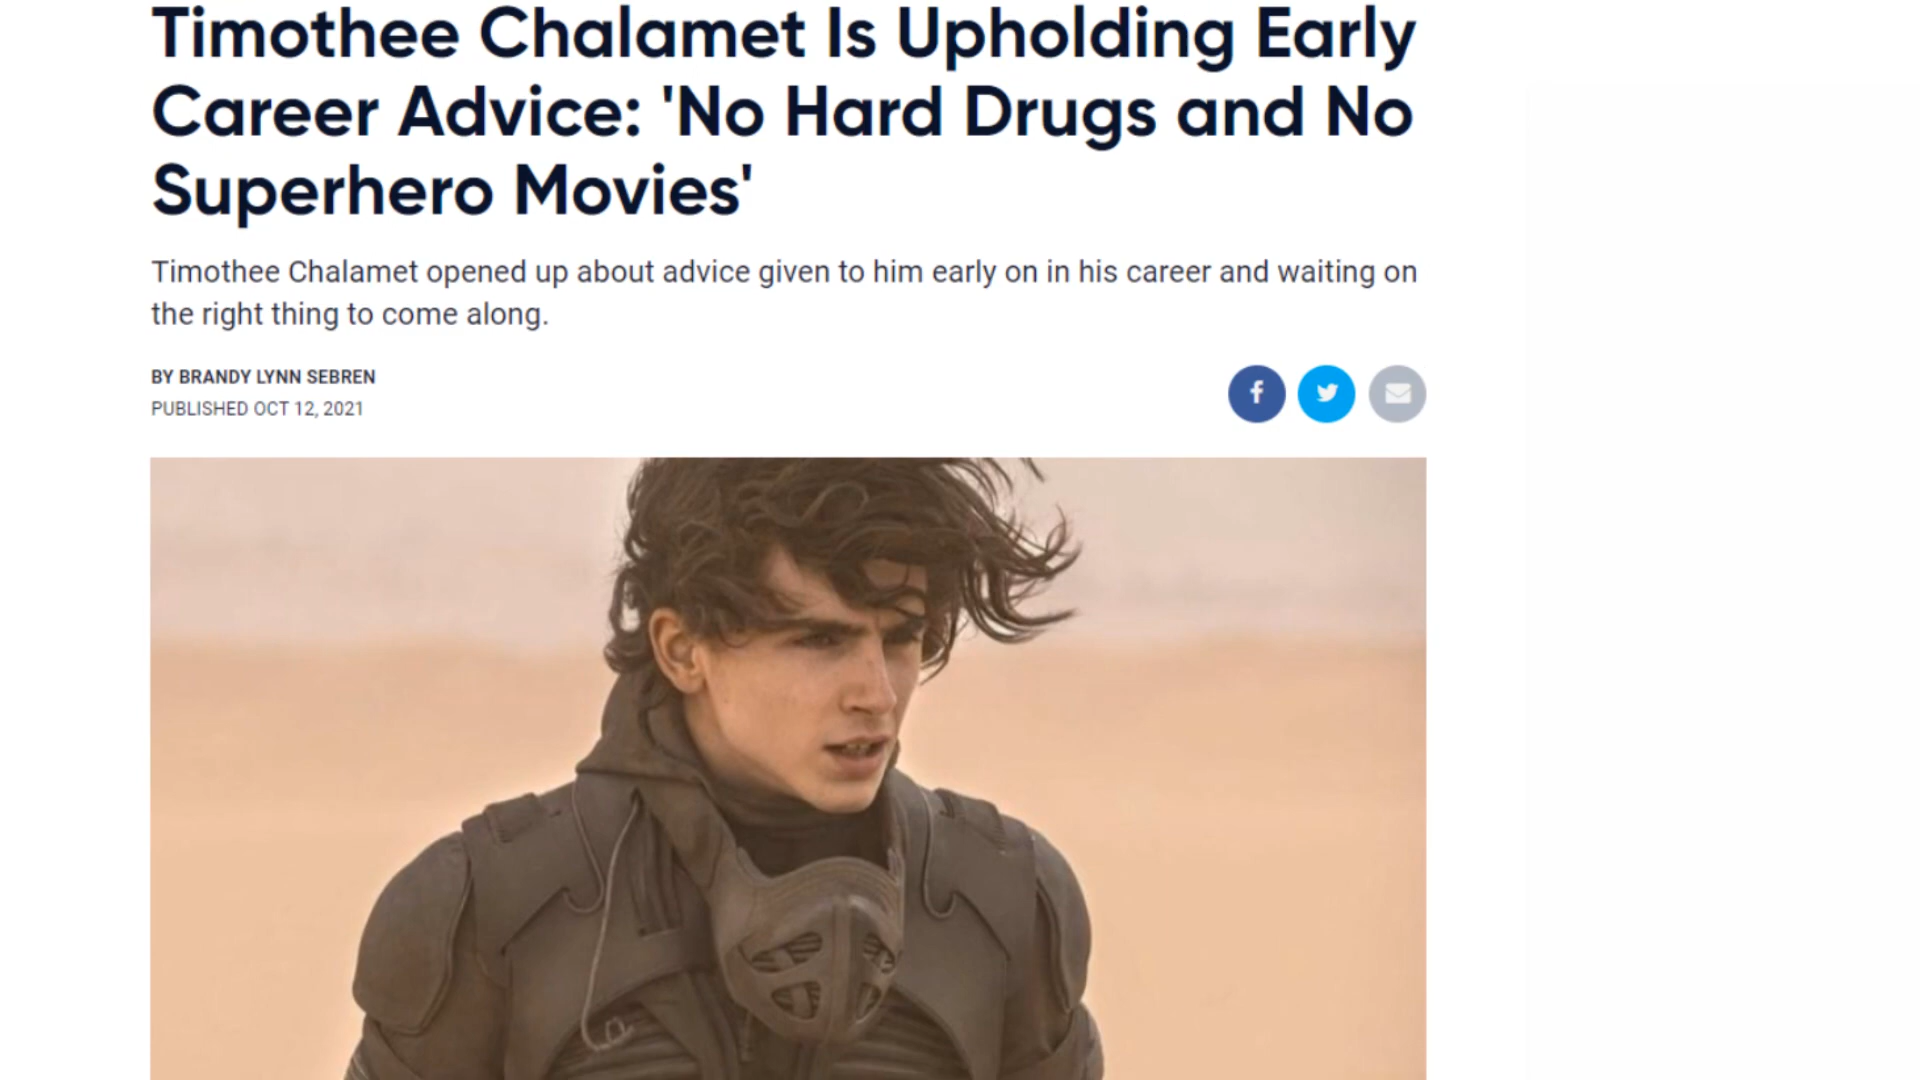 Timothee Chalamet Is Upholding Early
Career Advice: 'No Hard Drugs and No
Superhero Movies'
Timothee Chalamet opened up about advice given to him early on in his career and waiting on
the right thing to come along.
BY BRANDY LYNN SEBREN
PUBLISHED OCT 12, 2021